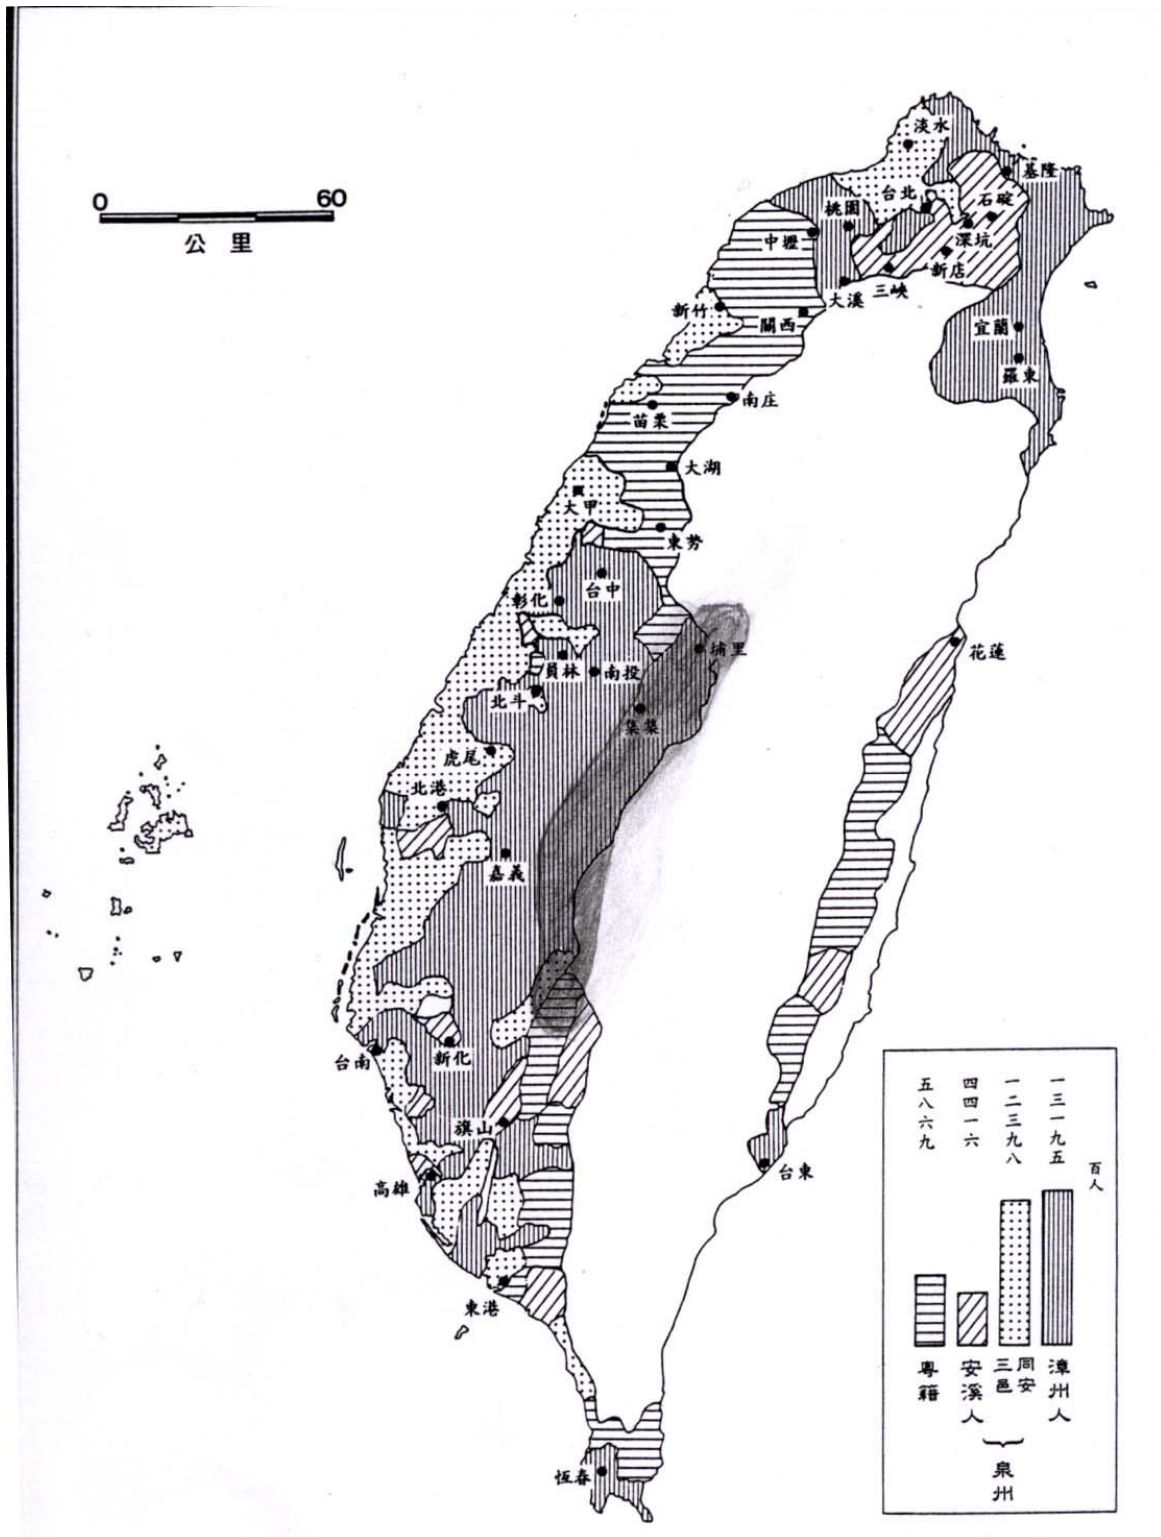 0 60
公里
淡水
基隆
台北
石碇
桃園
中壢
深坑
新店
三峽
大溪
新竹
關西
宜蘭
羅東
南庄
苗栗
大湖
大甲
東勢
台中
彰化
埔里
花蓮
員林
南投
北斗
集集
虎尾
北港
嘉義
台南
新化
旗山
高雄
台東
東港
恆春
百人
一三一九五
一二三九八
四四一六
五八六九
漳州人
同安
三邑
安溪人
粵籍
泉州